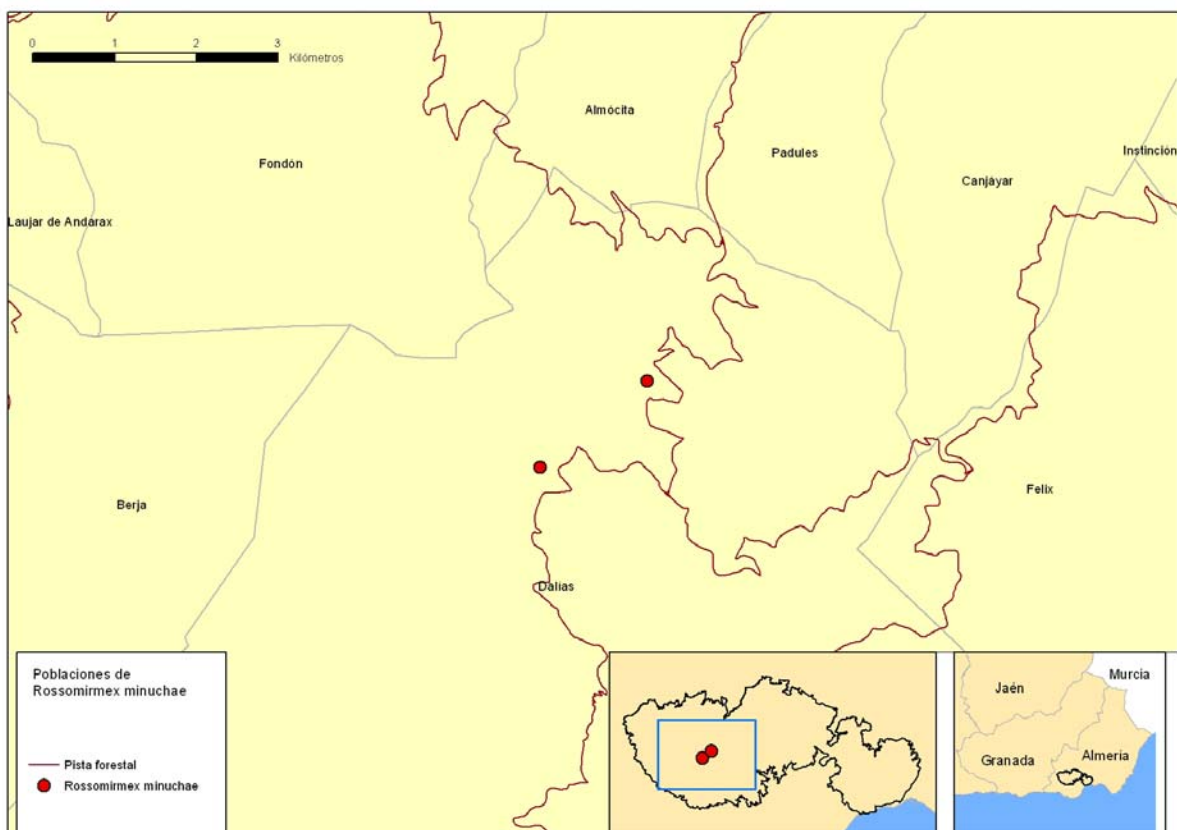 0 1 2 3
Kilómetros
Almócita
Fondón
Padules
Instinción
Canjáyar
Laujar de Andarax
Berja
Felix
Dalías
Poblaciones de
Rossomirmex minuchae
Pista forestal
Rossomirmex minuchae
Jaén
Murcia
Granada
Almería